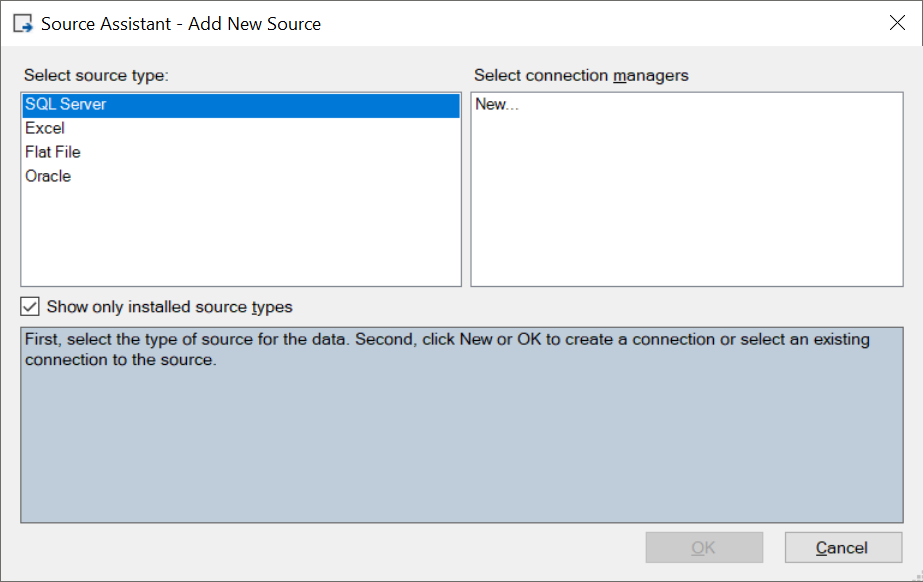 Source Assistant - Add New Source
Select source type:
SQL Server
Excel
Flat File
Oracle
Select connection managers
New...
Show only installed source types
First, select the type of source for the data. Second, click New or OK to create a connection or select an existing
connection to the source.
OK
Cancel